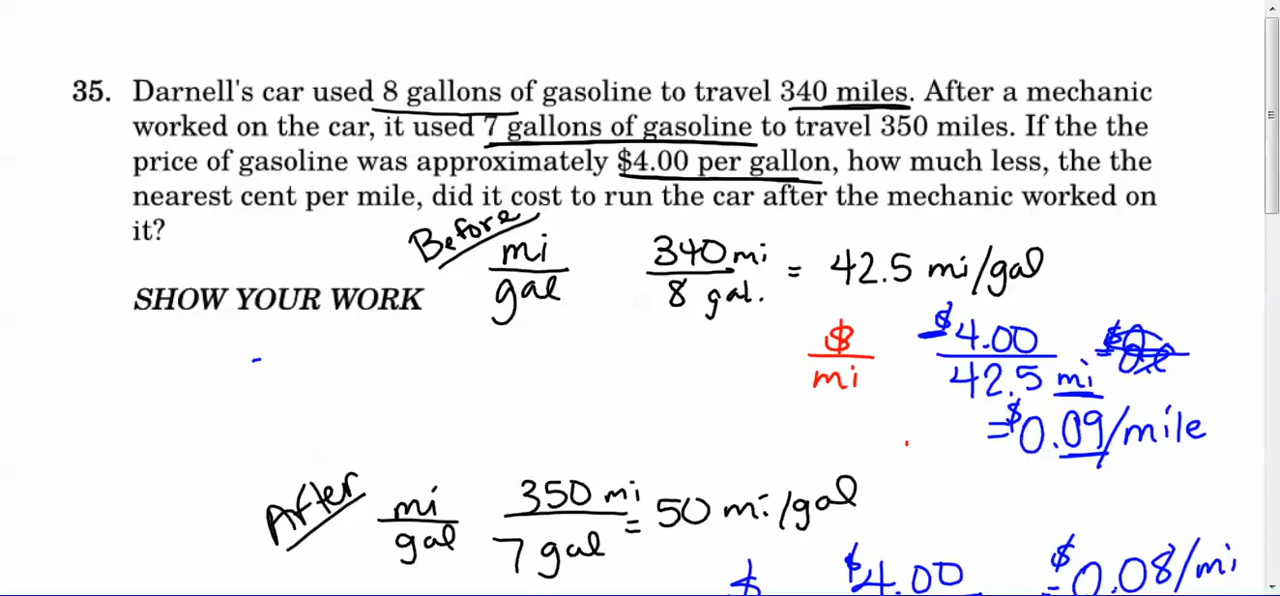 35. Darnell's car used 8 gallons of gasoline to travel 340 miles. After a mechanic
worked on the car, it used 7 gallons of gasoline to travel 350 miles. If the the
price of gasoline was approximately $4.00 per gallon, how much less, the the
nearest cent per mile, did it cost to run the car after the mechanic worked on
it?
Before mi/gal 340 mi/8 gal. = 42.5 mi/gal
SHOW YOUR WORK
$/mi $4.00/42.5 mi
=$0.09/mile
After mi/gal 350 mi/7 gal = 50 mi/gal
$ $4.00 = $0.08/mi